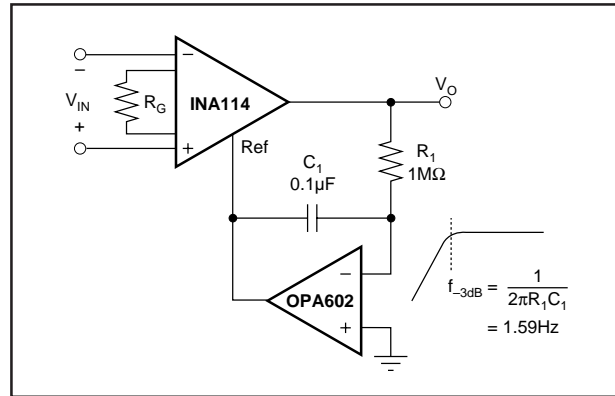 −
V_IN
+
R_G
−
INA114
+
Ref
V_O
C_1
0.1µF
R_1
1MΩ
−
OPA602
+
f_−3dB = 1 / 2πR_1C_1
= 1.59Hz